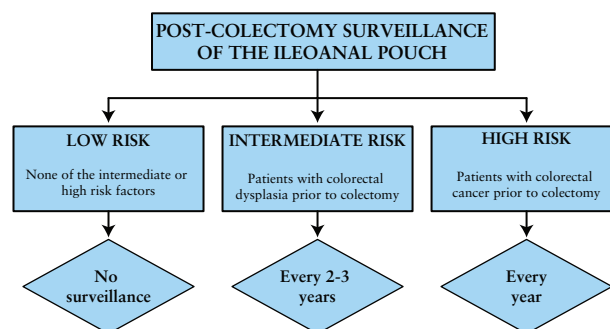 POST-COLECTOMY SURVEILLANCE
OF THE ILEOANAL POUCH
LOW RISK
None of the intermediate or
high risk factors
INTERMEDIATE RISK
Patients with colorectal
dysplasia prior to colectomy
HIGH RISK
Patients with colorectal
cancer prior to colectomy
No
surveillance
Every 2-3
years
Every
year